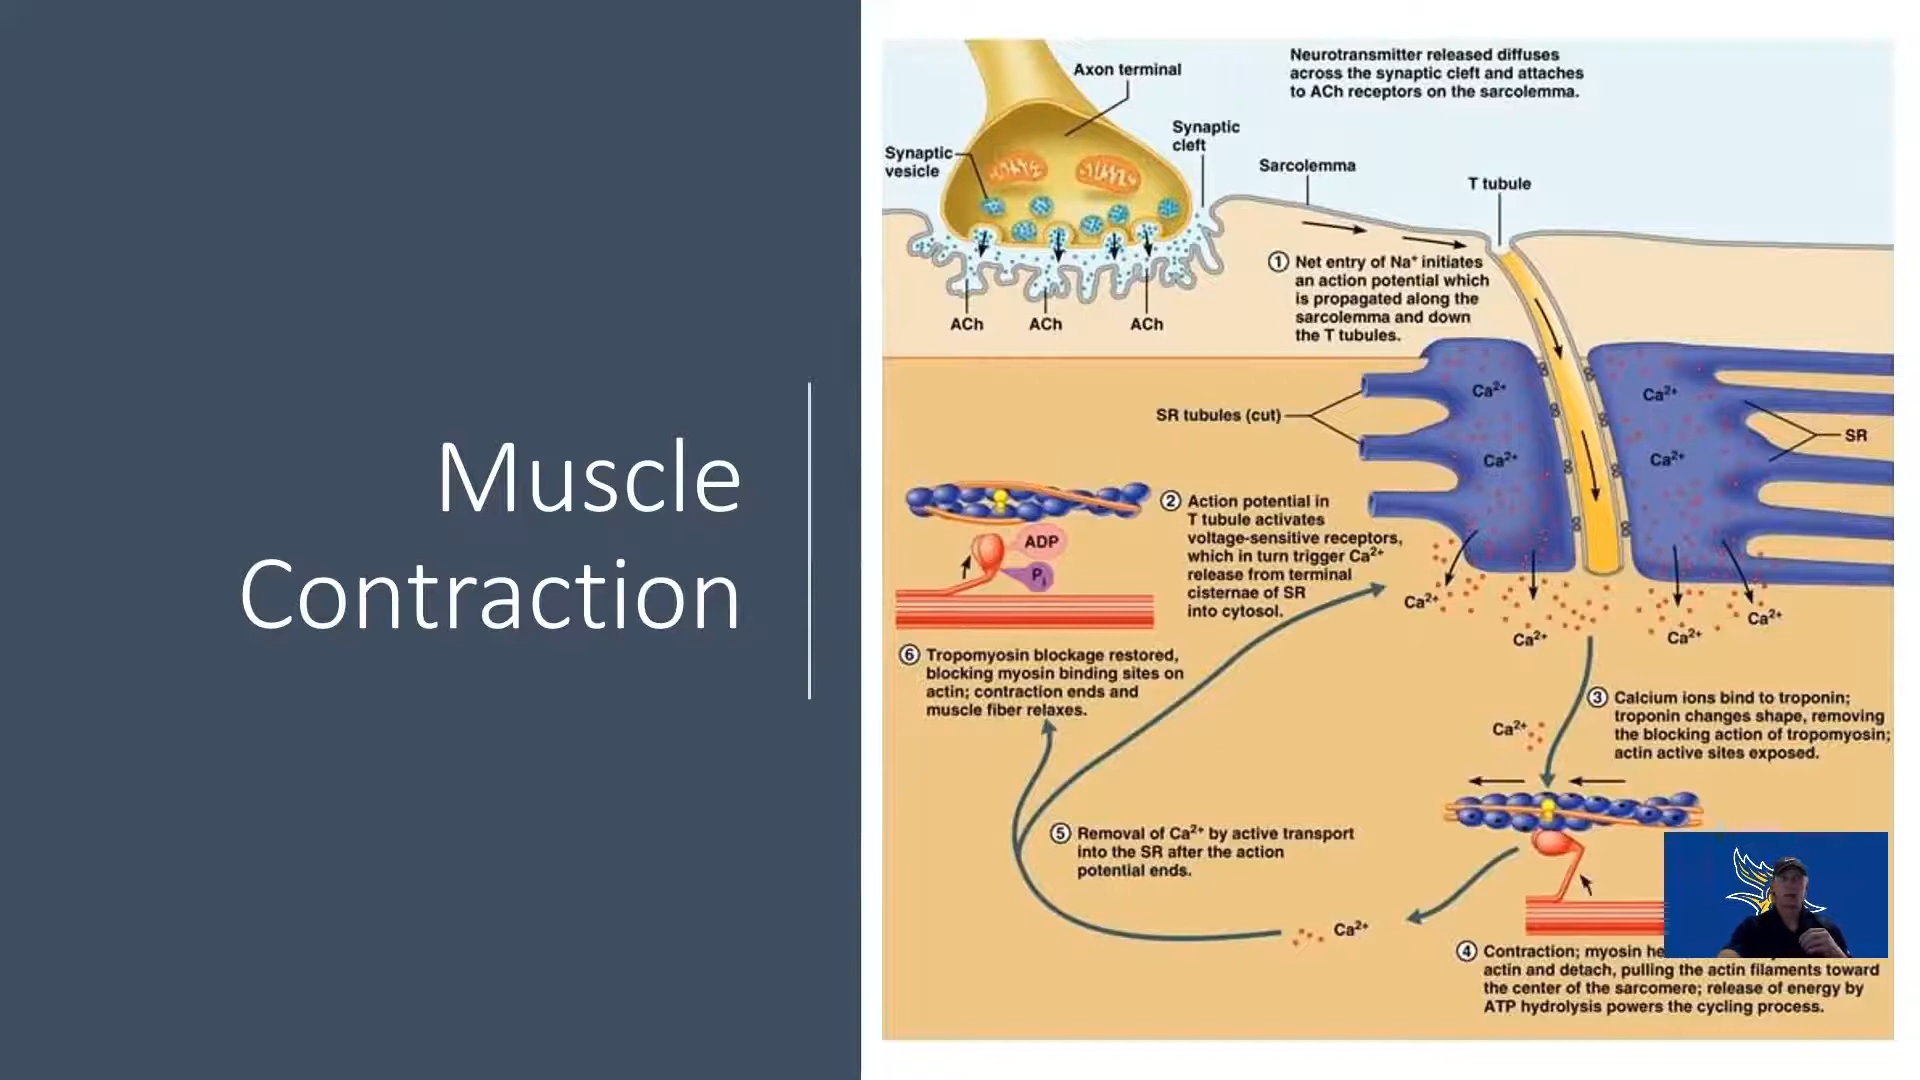 Muscle
Contraction
Neurotransmitter released diffuses
across the synaptic cleft and attaches
to ACh receptors on the sarcolemma.
Axon terminal
Synaptic
cleft
Synaptic
vesicle
Sarcolemma
T tubule
ACh
ACh
ACh
① Net entry of Na⁺ initiates
an action potential which
is propagated along the
sarcolemma and down
the T tubules.
Ca²⁺
Ca²⁺
SR tubules (cut)
SR
Ca²⁺
Ca²⁺
② Action potential in
T tubule activates
voltage-sensitive receptors,
which in turn trigger Ca²⁺
release from terminal
cisternae of SR
into cytosol.
ADP
Pi
Ca²⁺
Ca²⁺
Ca²⁺
Ca²⁺
⑥ Tropomyosin blockage restored,
blocking myosin binding sites on
actin; contraction ends and
muscle fiber relaxes.
③ Calcium ions bind to troponin;
troponin changes shape, removing
the blocking action of tropomyosin;
actin active sites exposed.
Ca²⁺
⑤ Removal of Ca²⁺ by active transport
into the SR after the action
potential ends.
Ca²⁺
④ Contraction; myosin
actin and detach, pulling the actin filaments toward
the center of the sarcomere; release of energy by
ATP hydrolysis powers the cycling process.